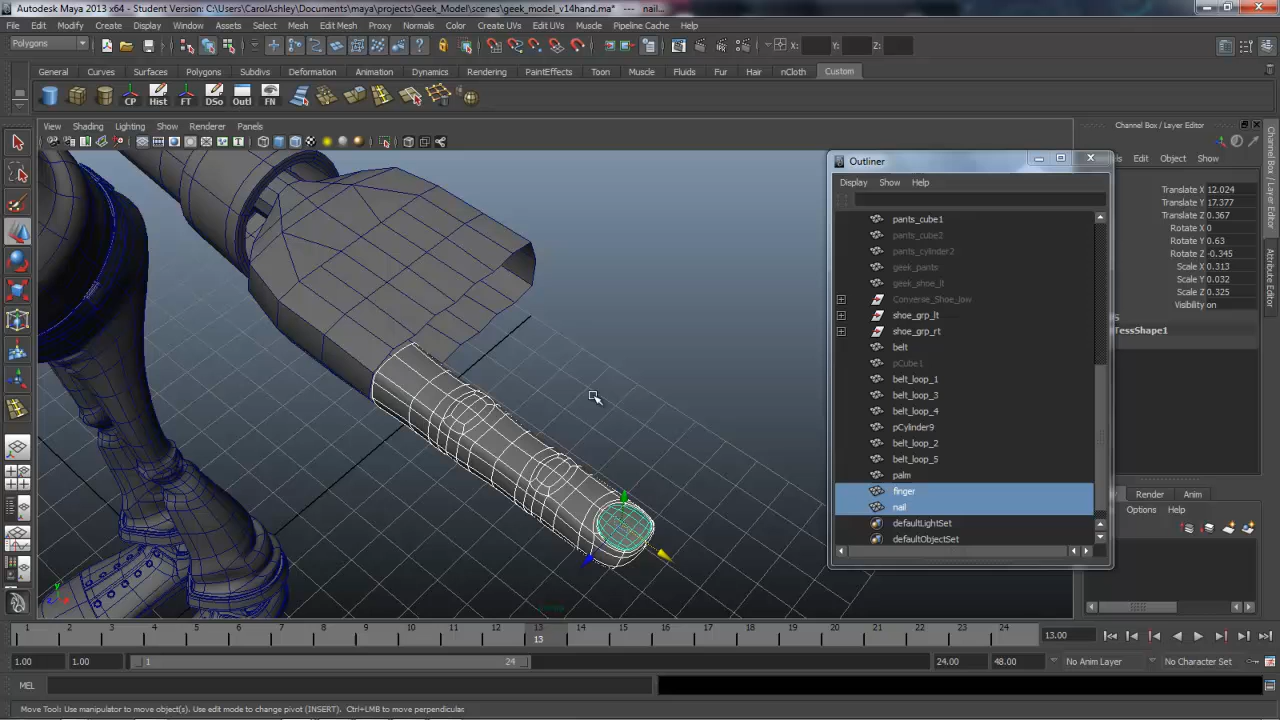 Autodesk Maya 2013 x64 - Student Version: C:\Users\CarolAshley\Documents\maya\projects\Geek_Model\scenes\geek_model_v14hand.ma* --- nail...
File Edit Modify Create Display Window Assets Select Mesh Edit Mesh Proxy Normals Color Create UVs Edit UVs Muscle Pipeline Cache Help
Polygons X: Y: Z:
General Curves Surfaces Polygons Subdivs Deformation Animation Dynamics Rendering PaintEffects Toon Muscle Fluids Fur Hair nCloth Custom
CP Hist FT DSo Outl FN
View Shading Lighting Show Renderer Panels
Channel Box / Layer Editor
Outliner
Edit Object Show
Display Show Help
Translate X 12.024
Translate Y 17.377
Translate Z 0.367
Rotate X 0
Rotate Y 0.63
Rotate Z -0.345
Scale X 0.313
Scale Y 0.032
Scale Z 0.325
Visibility on
TessShape1
pants_cube1
pants_cube2
pants_cylinder2
geek_pants
geek_shoe_lt
Converse_Shoe_low
shoe_grp_lt
shoe_grp_rt
belt
pCube1
belt_loop_1
belt_loop_3
belt_loop_4
pCylinder9
belt_loop_2
belt_loop_5
palm
finger
nail
defaultLightSet
defaultObjectSet
Channel Box / Layer Editor
Attribute Editor
Render Anim
Options Help
1 2 3 4 5 6 7 8 9 10 11 12 13 14 15 16 17 18 19 20 21 22 23 24
13
13.00
1.00 1.00 1 24 24.00 48.00 No Anim Layer No Character Set
MEL
Move Tool: Use manipulator to move object(s). Use edit mode to change pivot (INSERT). Ctrl+LMB to move perpendicular.